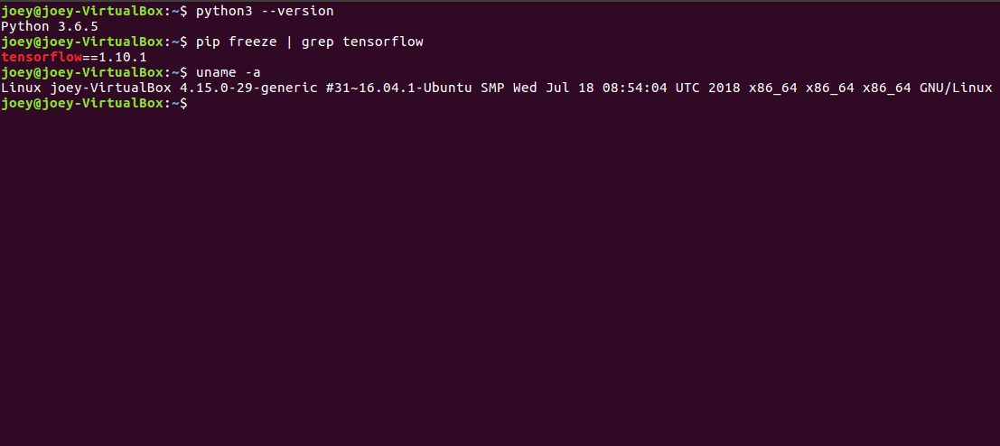 joey@joey-VirtualBox:~$ python3 --version
Python 3.6.5
joey@joey-VirtualBox:~$ pip freeze | grep tensorflow
tensorflow==1.10.1
joey@joey-VirtualBox:~$ uname -a
Linux joey-VirtualBox 4.15.0-29-generic #31~16.04.1-Ubuntu SMP Wed Jul 18 08:54:04 UTC 2018 x86_64 x86_64 x86_64 GNU/Linux
joey@joey-VirtualBox:~$